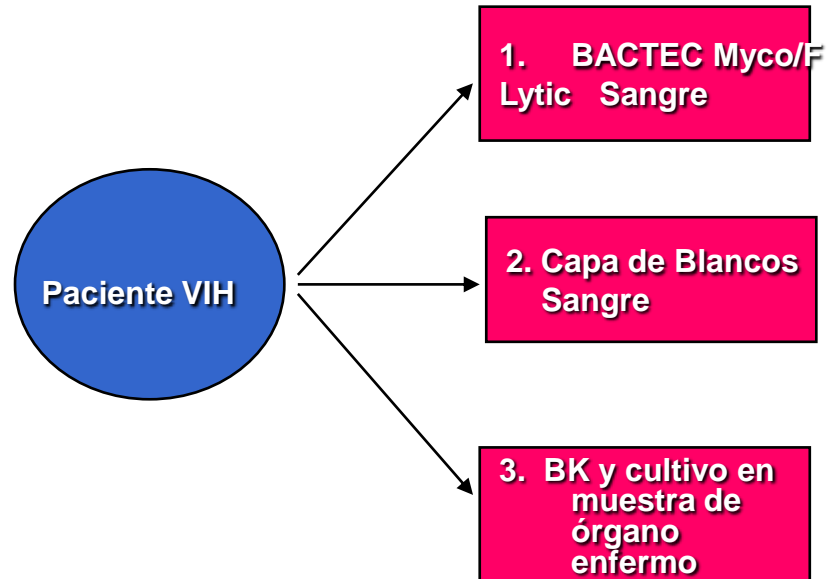 1. BACTEC Myco/F
Lytic Sangre
Paciente VIH
2. Capa de Blancos
Sangre
3. BK y cultivo en
muestra de
órgano
enfermo